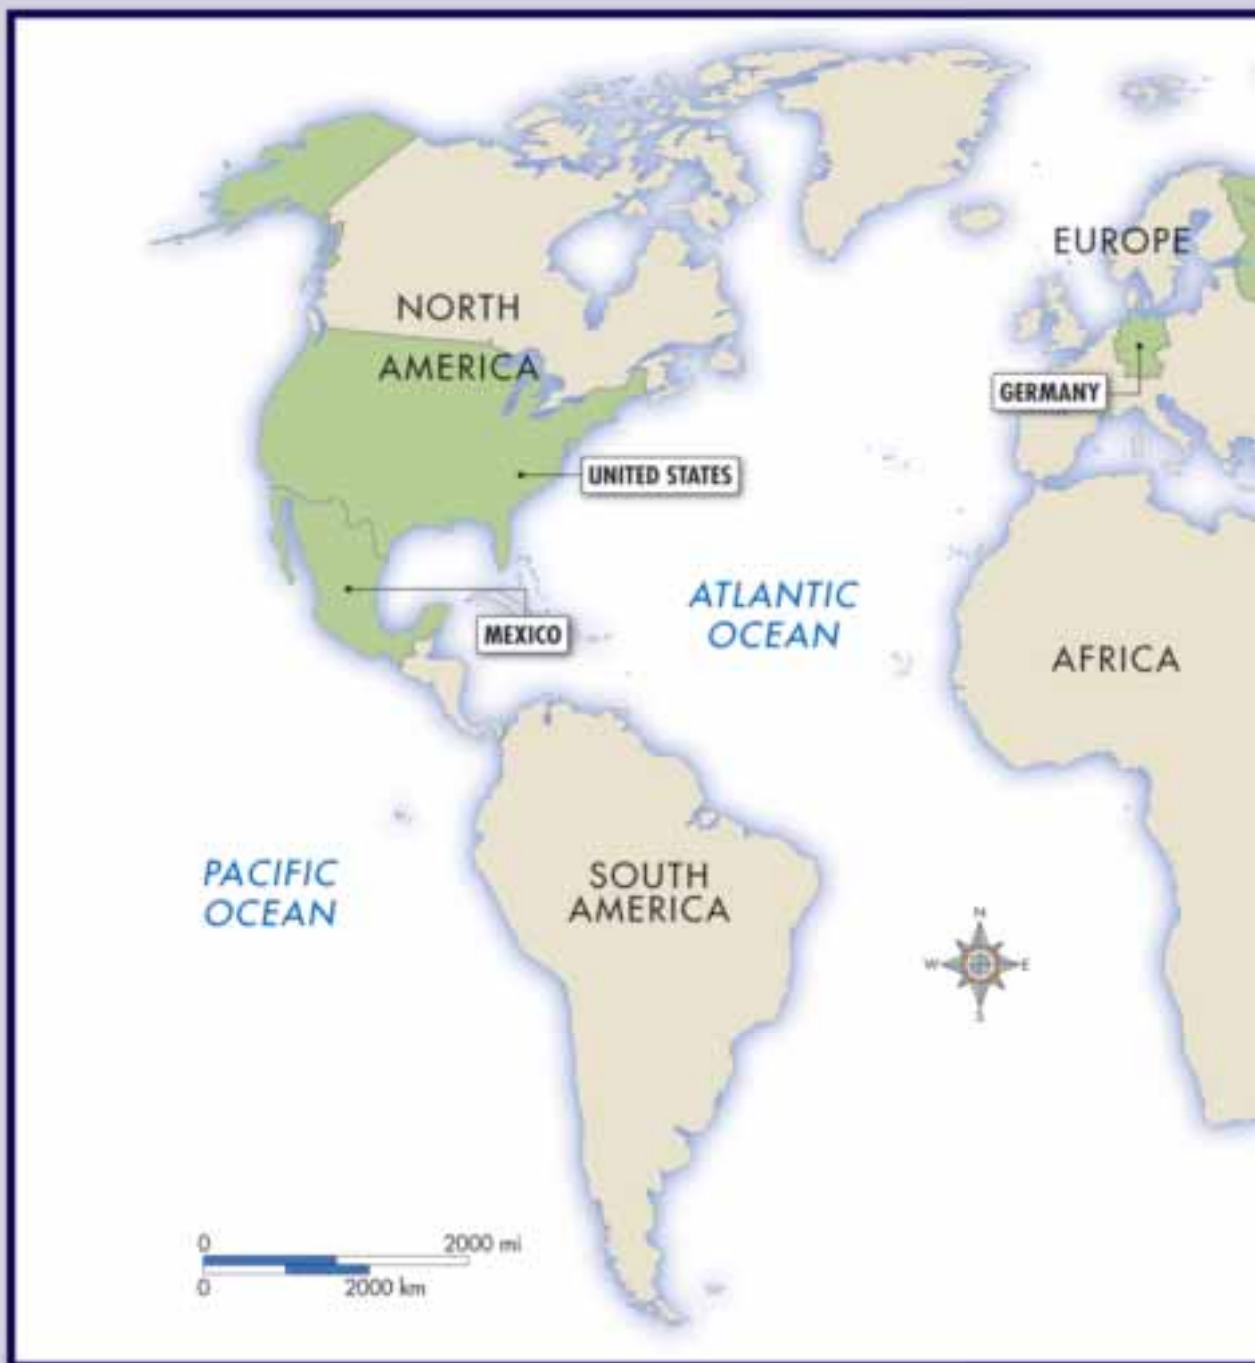 EUROPE
NORTH
AMERICA
GERMANY
UNITED STATES
ATLANTIC
OCEAN
MEXICO
AFRICA
PACIFIC
OCEAN
SOUTH
AMERICA
N
W
E
S
0
2000 mi
0
2000 km